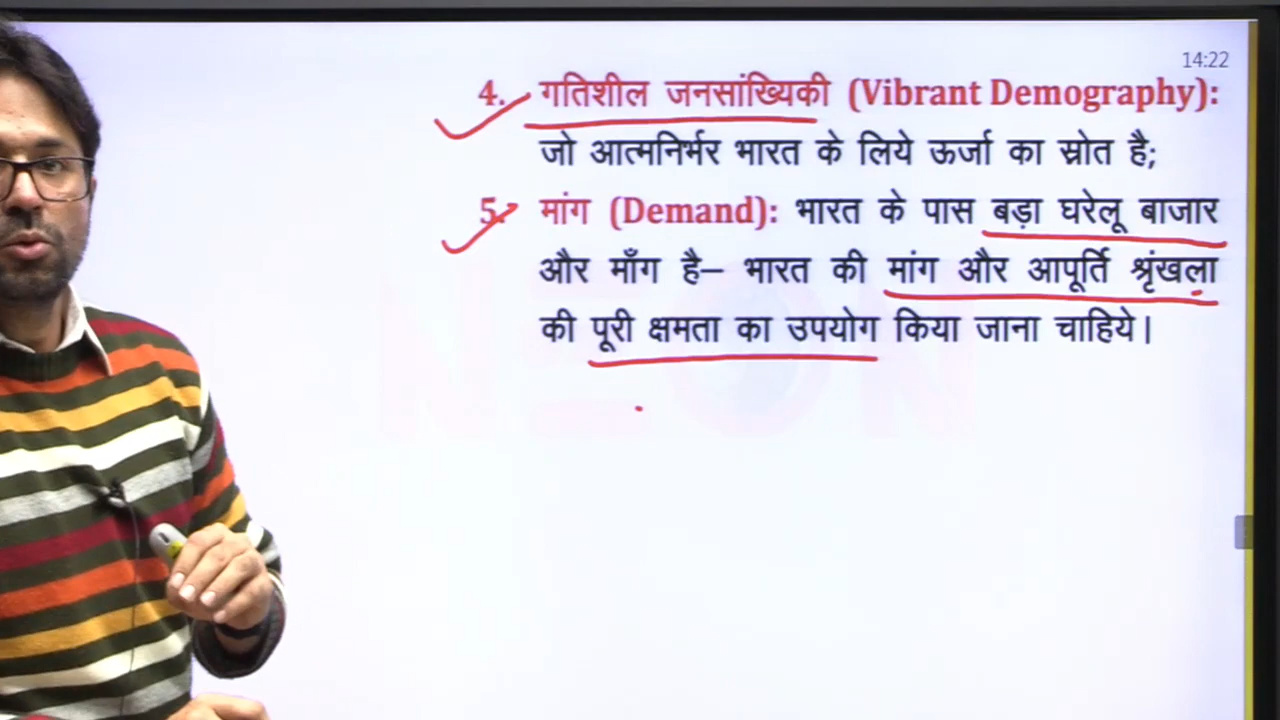 14:22
4. गतिशील जनसांख्यिकी (Vibrant Demography):
जो आत्मनिर्भर भारत के लिये ऊर्जा का स्रोत है;
5. मांग (Demand): भारत के पास बड़ा घरेलू बाजार
और माँग है– भारत की मांग और आपूर्ति श्रृंखला
की पूरी क्षमता का उपयोग किया जाना चाहिये।